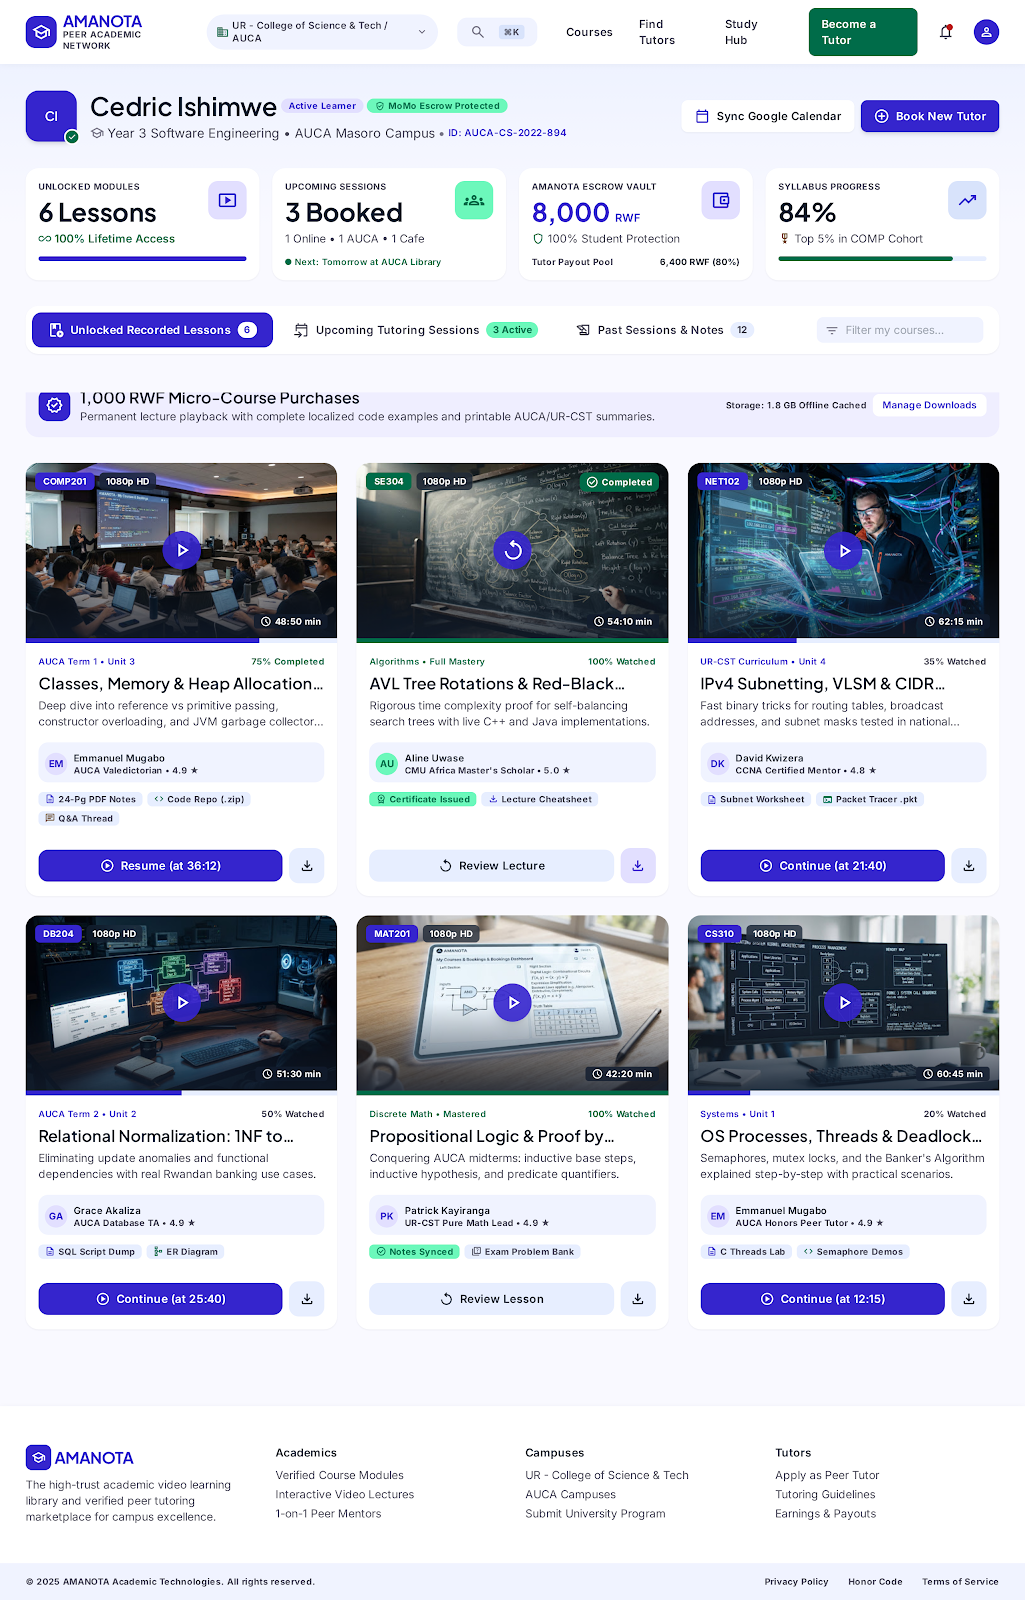 AMANOTA
PEER ACADEMIC
NETWORK
UR - College of Science & Tech /
AUCA
⌘K
Courses
Find
Tutors
Study
Hub
Become a
Tutor
CI
Cedric Ishimwe
Active Learner
MoMo Escrow Protected
Year 3 Software Engineering • AUCA Masoro Campus • ID: AUCA-CS-2022-894
Sync Google Calendar
Book New Tutor
UNLOCKED MODULES
6 Lessons
100% Lifetime Access
UPCOMING SESSIONS
3 Booked
1 Online • 1 AUCA • 1 Cafe
Next: Tomorrow at AUCA Library
AMANOTA ESCROW VAULT
8,000 RWF
100% Student Protection
Tutor Payout Pool
6,400 RWF (80%)
SYLLABUS PROGRESS
84%
Top 5% in COMP Cohort
Unlocked Recorded Lessons 6
Upcoming Tutoring Sessions 3 Active
Past Sessions & Notes 12
Filter my courses...
1,000 RWF Micro-Course Purchases
Permanent lecture playback with complete localized code examples and printable AUCA/UR-CST summaries.
Storage: 1.8 GB Offline Cached
Manage Downloads
COMP201
1080p HD
48:50 min
AUCA Term 1 • Unit 3
75% Completed
Classes, Memory & Heap Allocation...
Deep dive into reference vs primitive passing,
constructor overloading, and JVM garbage collector...
EM
Emmanuel Mugabo
AUCA Valedictorian • 4.9 ★
24-Pg PDF Notes
Code Repo (.zip)
Q&A Thread
Resume (at 36:12)
SE304
1080p HD
Completed
54:10 min
Algorithms • Full Mastery
100% Watched
AVL Tree Rotations & Red-Black...
Rigorous time complexity proof for self-balancing
search trees with live C++ and Java implementations.
AU
Aline Uwase
CMU Africa Master's Scholar • 5.0 ★
Certificate Issued
Lecture Cheatsheet
Review Lecture
NET102
1080p HD
AMANOTA
62:15 min
UR-CST Curriculum • Unit 4
35% Watched
IPv4 Subnetting, VLSM & CIDR...
Fast binary tricks for routing tables, broadcast
addresses, and subnet masks tested in national...
DK
David Kwizera
CCNA Certified Mentor • 4.8 ★
Subnet Worksheet
Packet Tracer .pkt
Continue (at 21:40)
DB204
1080p HD
51:30 min
AUCA Term 2 • Unit 2
50% Watched
Relational Normalization: 1NF to...
Eliminating update anomalies and functional
dependencies with real Rwandan banking use cases.
GA
Grace Akaliza
AUCA Database TA • 4.9 ★
SQL Script Dump
ER Diagram
Continue (at 25:40)
MAT201
1080p HD
AMANOTA
My Courses & Bookings & Bookings Dashboard
42:20 min
Discrete Math • Mastered
100% Watched
Propositional Logic & Proof by...
Conquering AUCA midterms: inductive base steps,
inductive hypothesis, and predicate quantifiers.
PK
Patrick Kayiranga
UR-CST Pure Math Lead • 4.9 ★
Notes Synced
Exam Problem Bank
Review Lesson
CS310
1080p HD
PROCESS MANAGEMENT
MEMORY MAP
CPU
60:45 min
Systems • Unit 1
20% Watched
OS Processes, Threads & Deadlock...
Semaphores, mutex locks, and the Banker's Algorithm
explained step-by-step with practical scenarios.
EM
Emmanuel Mugabo
AUCA Honors Peer Tutor • 4.9 ★
C Threads Lab
Semaphore Demos
Continue (at 12:15)
AMANOTA
The high-trust academic video learning
library and verified peer tutoring
marketplace for campus excellence.
Academics
Verified Course Modules
Interactive Video Lectures
1-on-1 Peer Mentors
Campuses
UR - College of Science & Tech
AUCA Campuses
Submit University Program
Tutors
Apply as Peer Tutor
Tutoring Guidelines
Earnings & Payouts
© 2025 AMANOTA Academic Technologies. All rights reserved.
Privacy Policy
Honor Code
Terms of Service